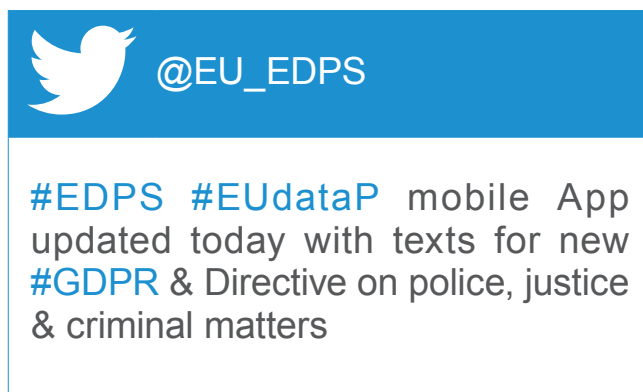 @EU_EDPS
#EDPS #EUdataP mobile App
updated today with texts for new
#GDPR & Directive on police, justice
& criminal matters